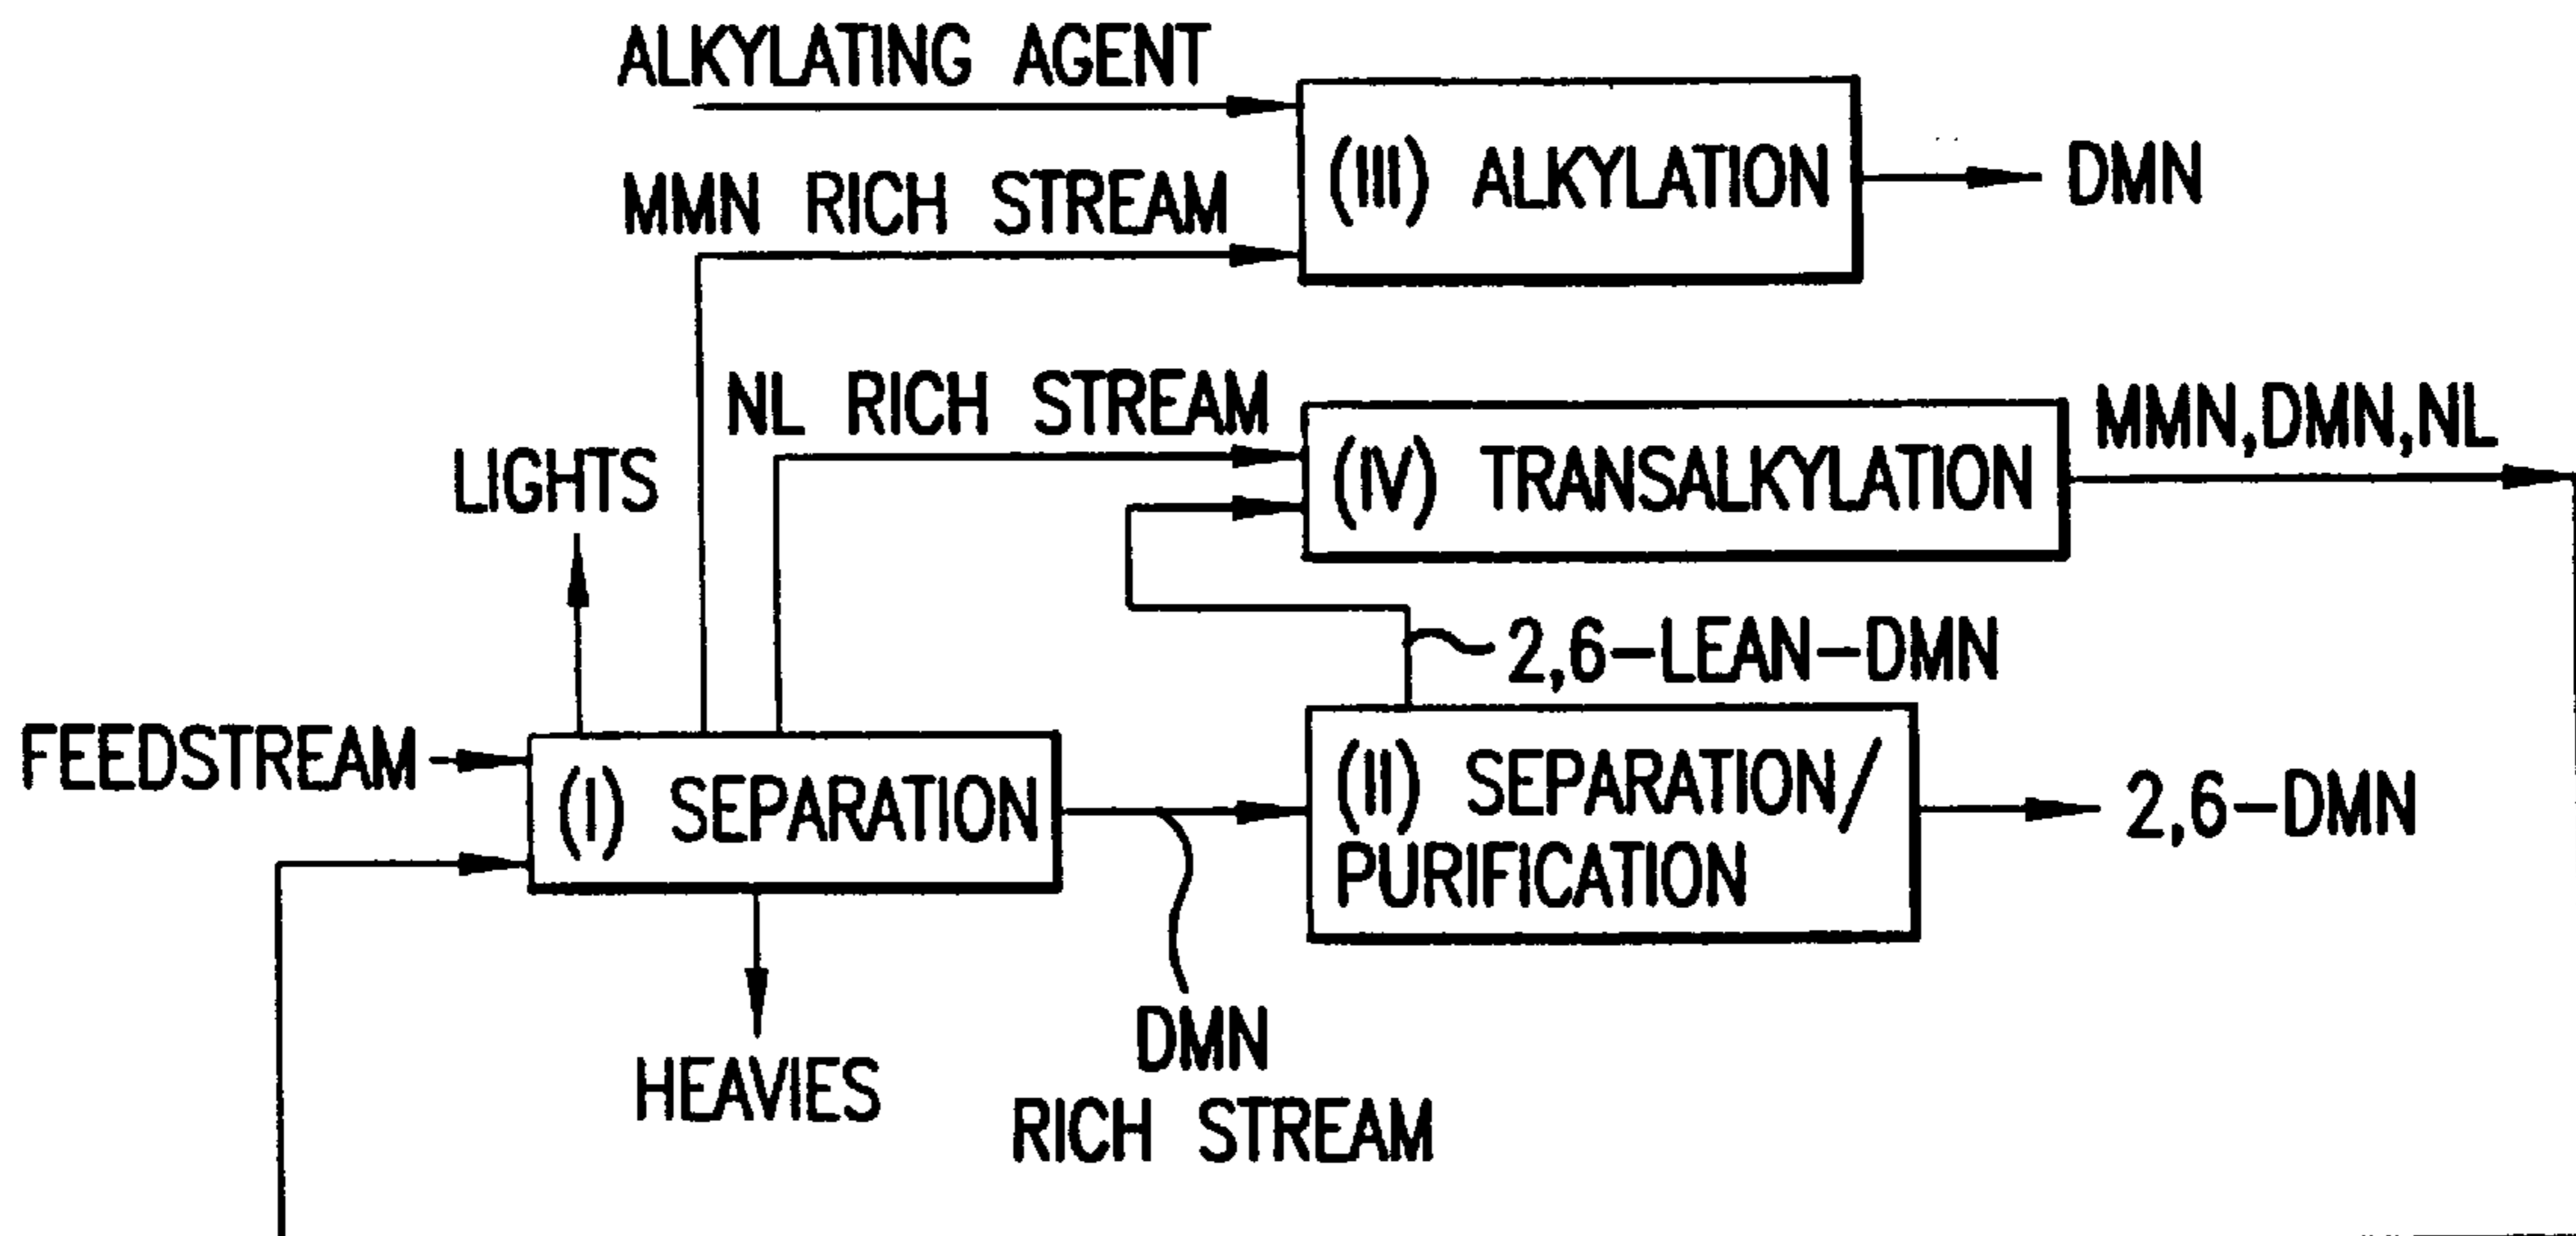 ALKYLATING AGENT
MMN RICH STREAM
(III) ALKYLATION
DMN
NL RICH STREAM
(IV) TRANSALKYLATION
MMN,DMN,NL
LIGHTS
2,6-LEAN-DMN
FEEDSTREAM
(I) SEPARATION
(II) SEPARATION/
PURIFICATION
2,6-DMN
HEAVIES
DMN
RICH STREAM